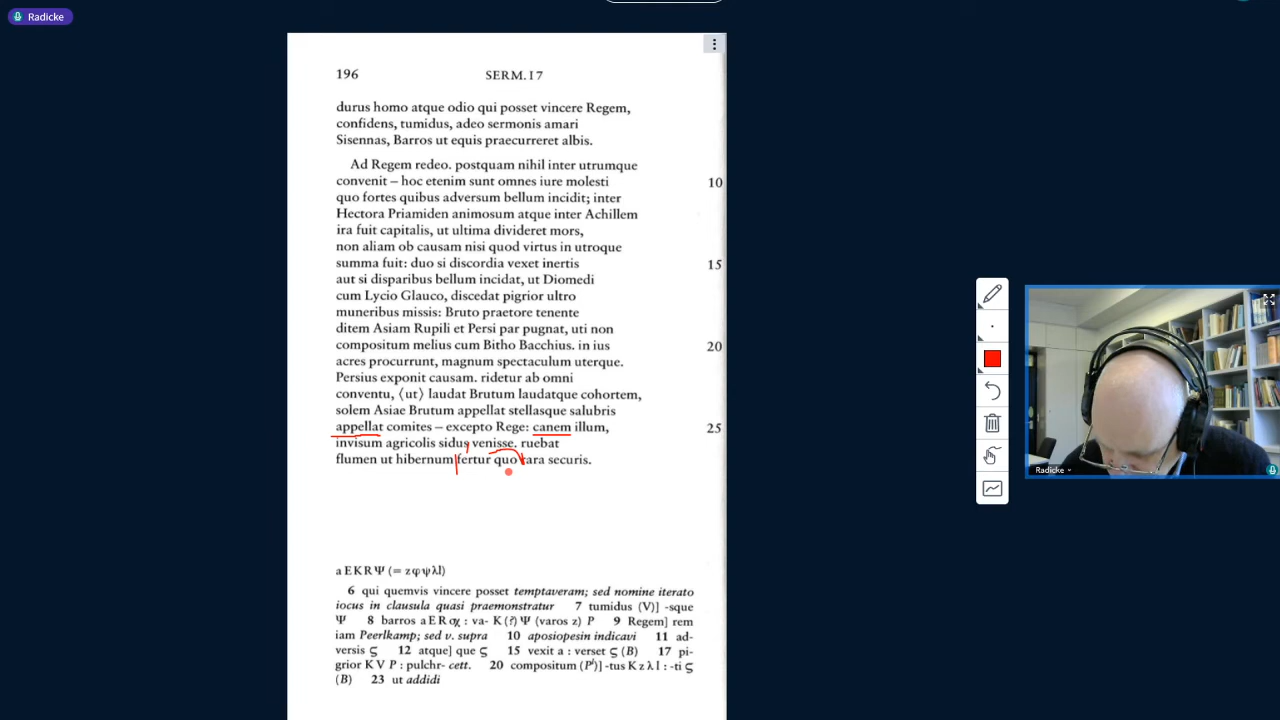 Radicke
196 SERM. I 7
durus homo atque odio qui posset vincere Regem,
confidens, tumidus, adeo sermonis amari
Sisennas, Barros ut equis praecurreret albis.
Ad Regem redeo. postquam nihil inter utrumque
convenit – hoc etenim sunt omnes iure molesti 10
quo fortes quibus adversum bellum incidit; inter
Hectora Priamiden animosum atque inter Achillem
ira fuit capitalis, ut ultima divideret mors,
non aliam ob causam nisi quod virtus in utroque
summa fuit: duo si discordia vexet inertis 15
aut si disparibus bellum incidat, ut Diomedi
cum Lycio Glauco, discedat pigrior ultro
muneribus missis: Bruto praetore tenente
ditem Asiam Rupili et Persi par pugnat, uti non
compositum melius cum Bitho Bacchius. in ius 20
acres procurrunt, magnum spectaculum uterque.
Persius exponit causam. ridetur ab omni
conventu, ⟨ut⟩ laudat Brutum laudatque cohortem,
solem Asiae Brutum appellat stellasque salubris
appellat comites – excepto Rege: canem illum, 25
invisum agricolis sidus venisse. ruebat
flumen ut hibernum fertur quo rara securis.
a E K R Ψ (= z φ ψ λ l)
6 qui quemvis vincere posset temptaveram; sed nomine iterato
iocus in clausula quasi praemonstratur 7 tumidus (V)] -sque
Ψ 8 barros a E R σχ : va- K (?) Ψ (varos z) P 9 Regem] rem
iam Peerlkamp; sed v. supra 10 aposiopesin indicavi 11 ad-
versis ς 12 atque] que ς 15 vexit a : verset ς (B) 17 pi-
grior K V P : pulchr- cett. 20 compositum (P¹)] -tus K z λ l : -ti ς
(B) 23 ut addidi
Radicke